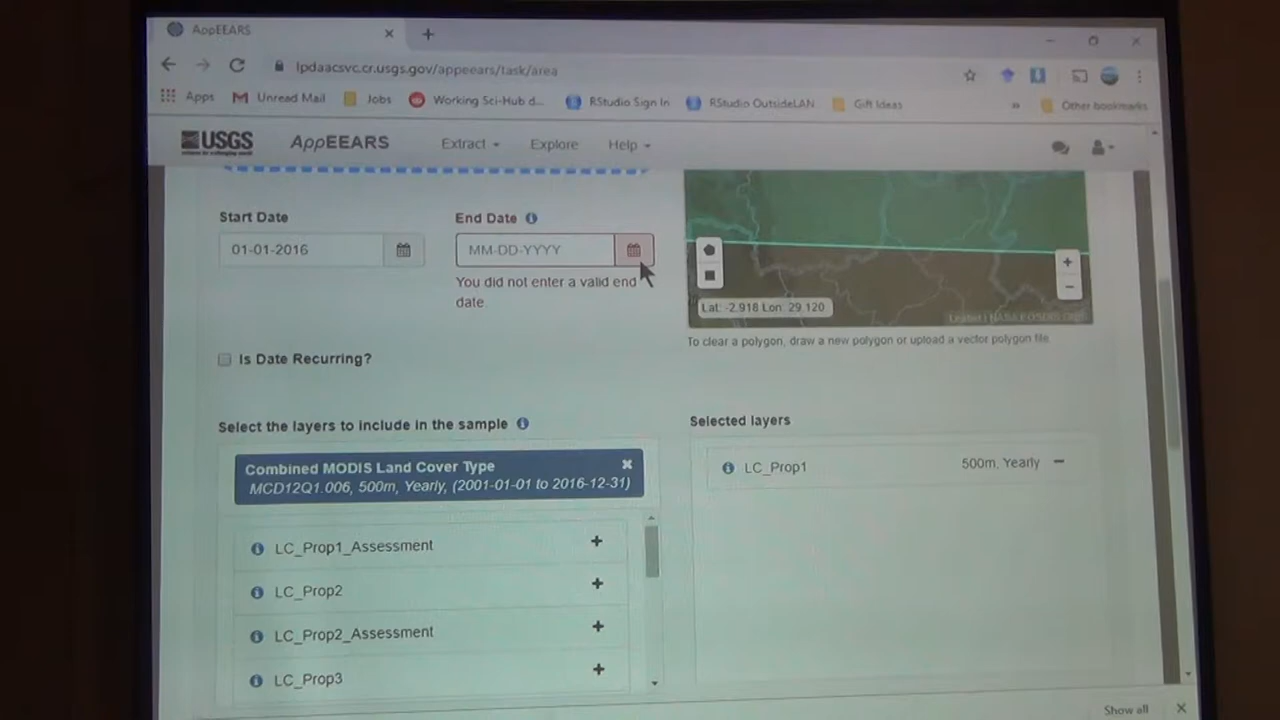 AppEEARS
lpdaacsvc.cr.usgs.gov/appeears/task/area
Apps Unread Mail Jobs Working Sci-Hub d... RStudio Sign In RStudio OutsideLAN Gift Ideas » Other bookmarks
USGS AppEEARS Extract Explore Help
Start Date End Date
01-01-2016 MM-DD-YYYY
You did not enter a valid end
date.
Lat: -2.918 Lon: 29.120
To clear a polygon, draw a new polygon or upload a vector polygon file
Is Date Recurring?
Select the layers to include in the sample
Selected layers
Combined MODIS Land Cover Type
MCD12Q1.006, 500m, Yearly, (2001-01-01 to 2016-12-31)
LC_Prop1 500m, Yearly
LC_Prop1_Assessment
LC_Prop2
LC_Prop2_Assessment
LC_Prop3
Show all